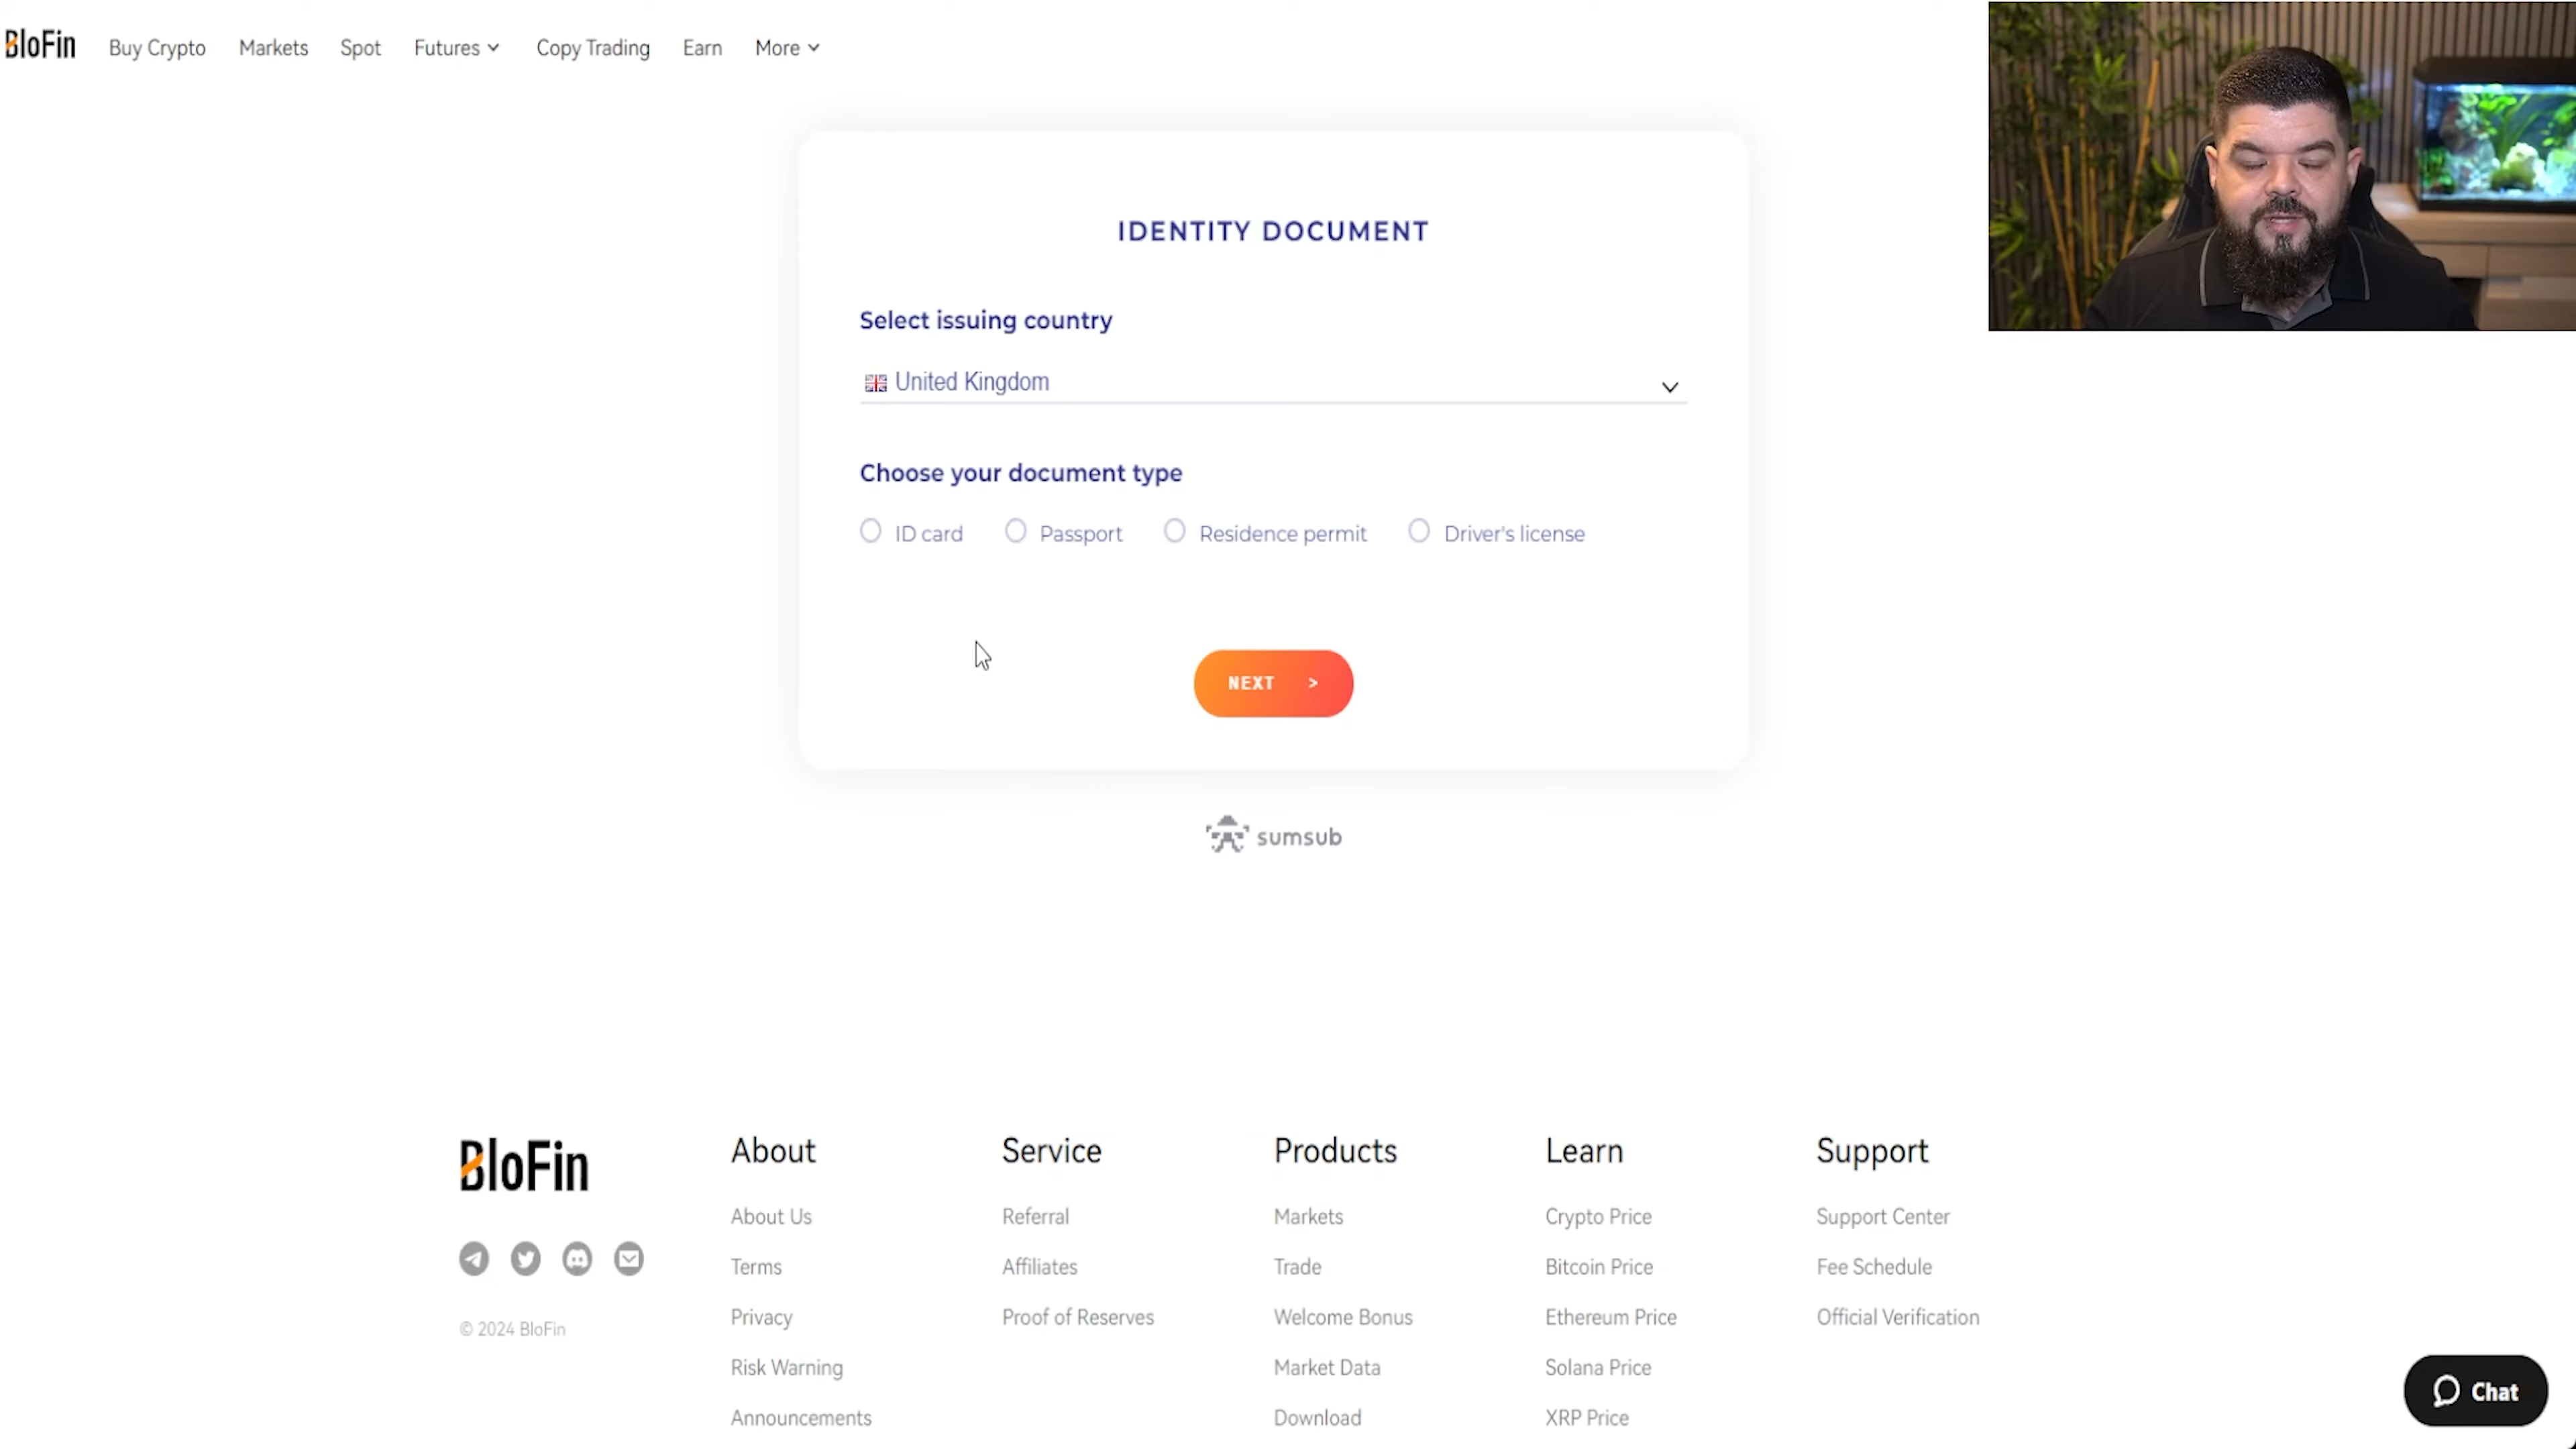 BloFin Buy Crypto Markets Spot Futures Copy Trading Earn More
IDENTITY DOCUMENT
Select issuing country
United Kingdom
Choose your document type
ID card Passport Residence permit Driver's license
NEXT >
sumsub
BloFin About Service Products Learn Support
About Us Referral Markets Crypto Price Support Center
Terms Affiliates Trade Bitcoin Price Fee Schedule
Privacy Proof of Reserves Welcome Bonus Ethereum Price Official Verification
© 2024 BloFin
Risk Warning Market Data Solana Price
Chat
Announcements Download XRP Price